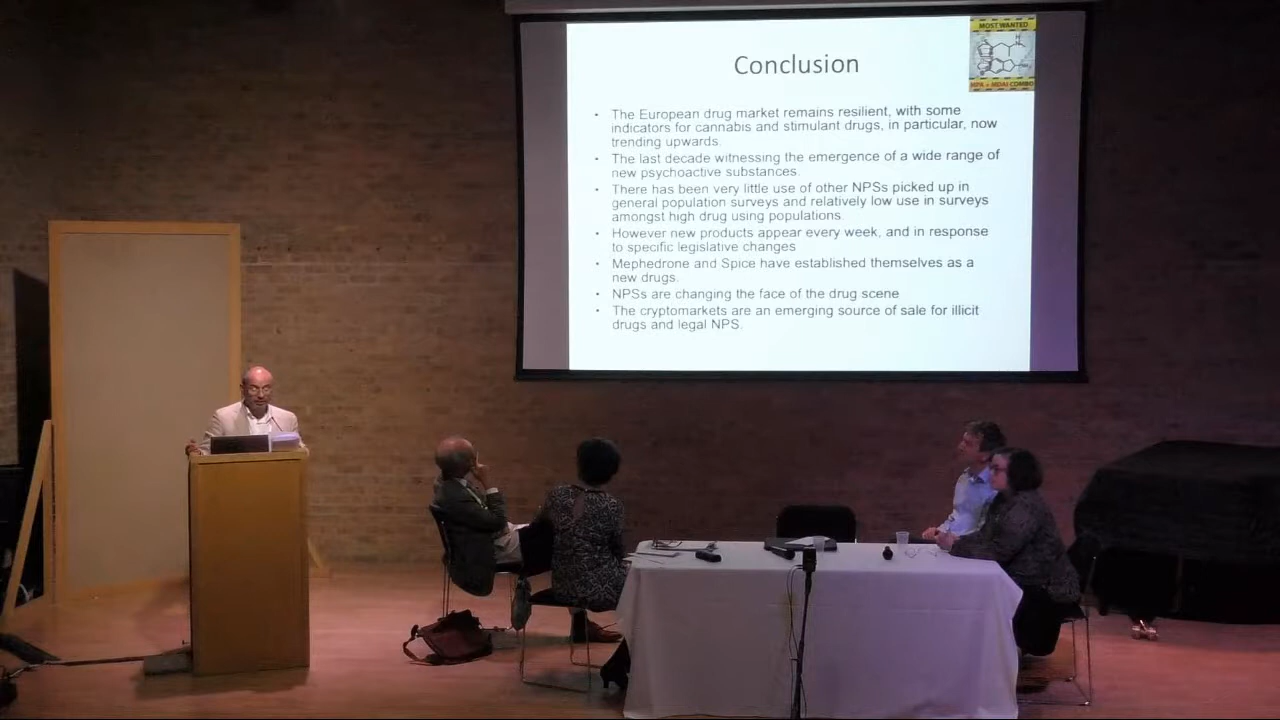 MOST WANTED
MPA + MDAI COMBO
Conclusion
• The European drug market remains resilient, with some
indicators for cannabis and stimulant drugs, in particular, now
trending upwards.
• The last decade witnessing the emergence of a wide range of
new psychoactive substances.
• There has been very little use of other NPSs picked up in
general population surveys and relatively low use in surveys
amongst high drug using populations.
• However new products appear every week, and in response
to specific legislative changes
• Mephedrone and Spice have established themselves as a
new drugs.
• NPSs are changing the face of the drug scene
• The cryptomarkets are an emerging source of sale for illicit
drugs and legal NPS.